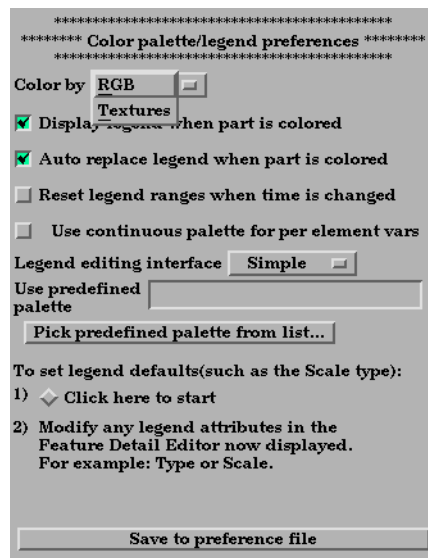 ******************************************
******** Color palette/legend preferences ********
******************************************
Color by RGB
Textures
Display legend when part is colored
Auto replace legend when part is colored
Reset legend ranges when time is changed
Use continuous palette for per element vars
Legend editing interface Simple
Use predefined
palette
Pick predefined palette from list...
To set legend defaults(such as the Scale type):
1) Click here to start
2) Modify any legend attributes in the
Feature Detail Editor now displayed.
For example: Type or Scale.
Save to preference file